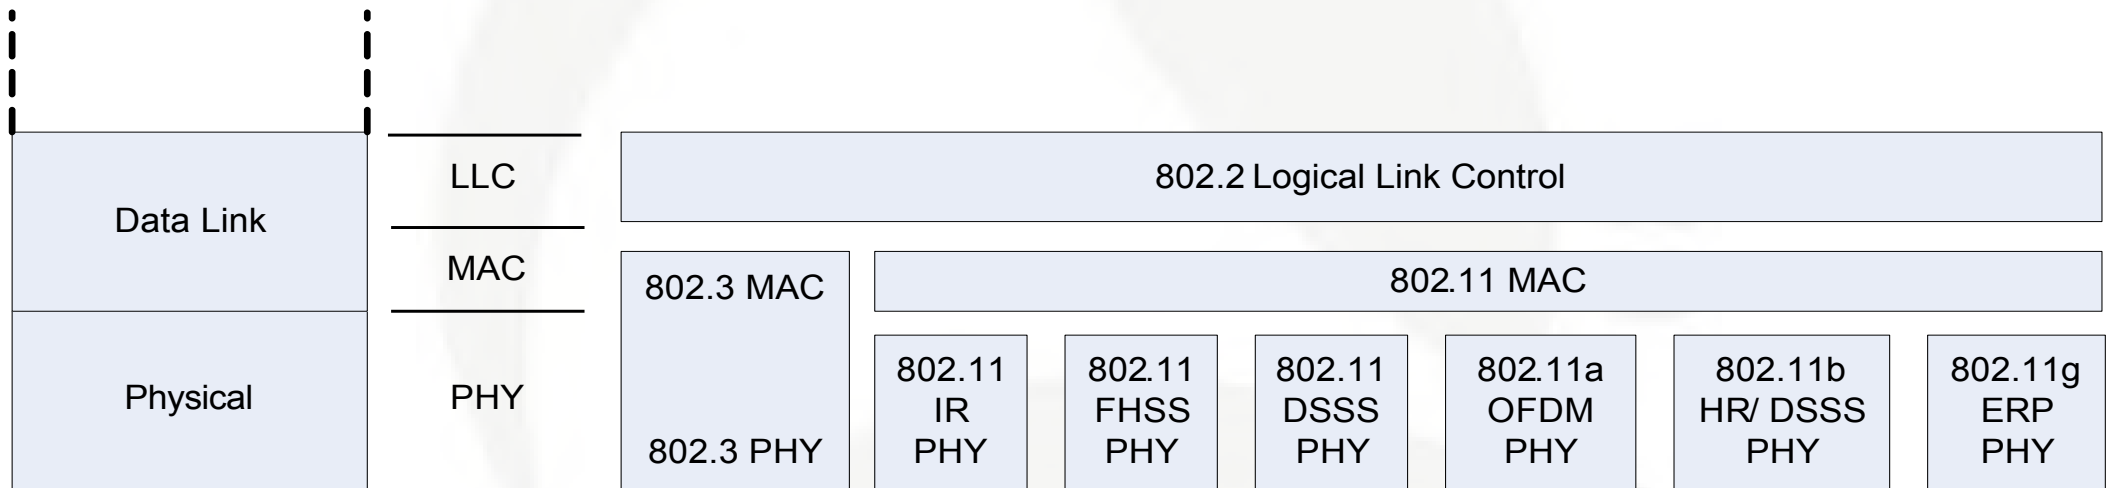 Data Link
Physical
LLC
MAC
PHY
802.2 Logical Link Control
802.3 MAC
802.3 PHY
802.11 MAC
802.11
IR
PHY
802.11
FHSS
PHY
802.11
DSSS
PHY
802.11a
OFDM
PHY
802.11b
HR/ DSSS
PHY
802.11g
ERP
PHY